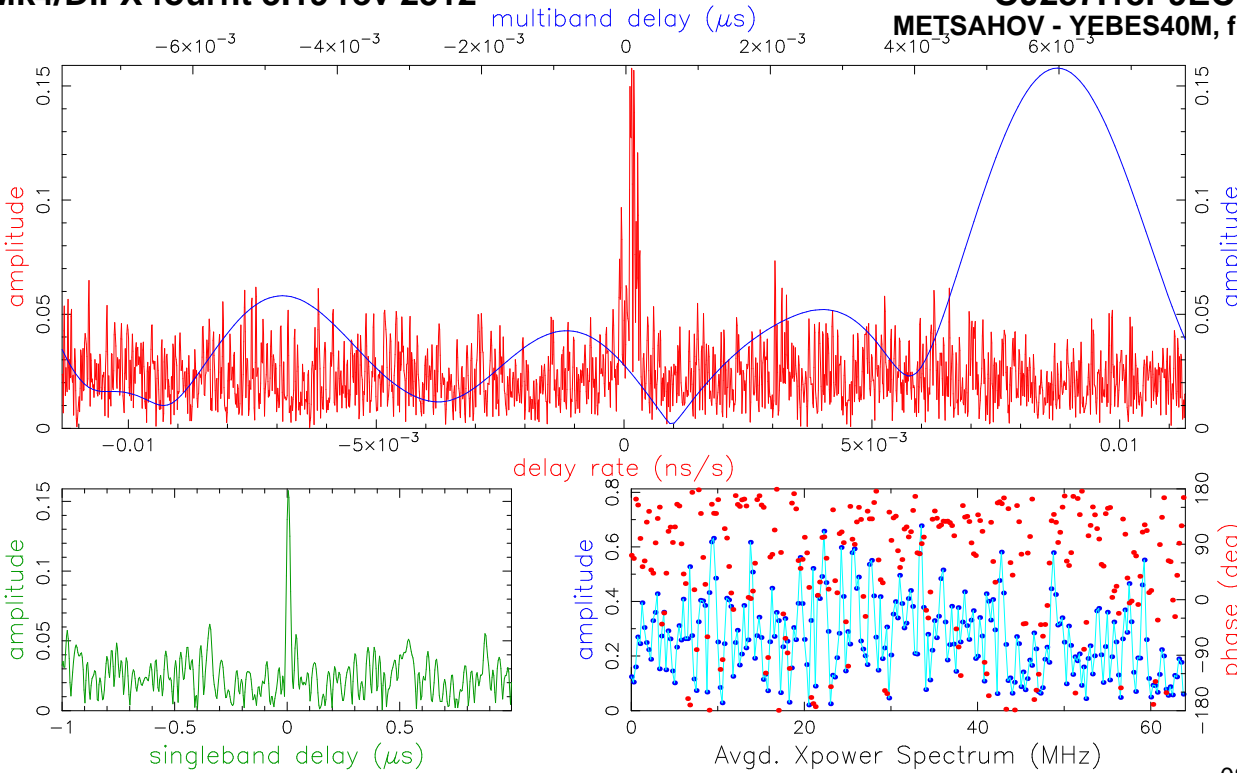 multiband delay (μs)
METSAHOV - YEBES40M, f
−6×10⁻³ −4×10⁻³ −2×10⁻³ 0 2×10⁻³ 4×10⁻³ 6×10⁻³
amplitude
0 0.05 0.1 0.15
0 0.05 0.1 0.15
amplitude
−0.01 −5×10⁻³ 0 5×10⁻³ 0.01
delay rate (ns/s)
amplitude
0 0.05 0.1 0.15
−1 −0.5 0 0.5
singleband delay (μs)
amplitude
0 0.2 0.4 0.6 0.8
−180 −90 0 90 180
phase (deg)
0 20 40 60
Avgd. Xpower Spectrum (MHz)